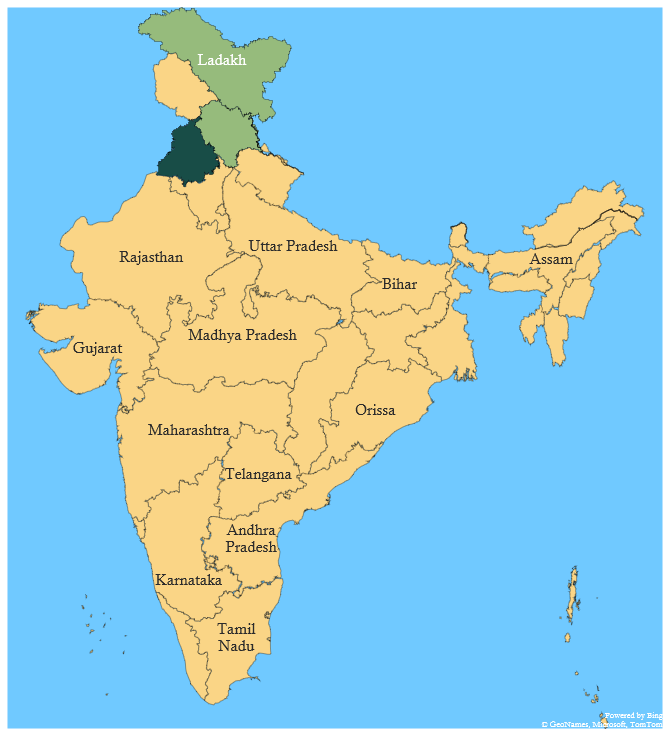 Ladakh
Rajasthan
Uttar Pradesh
Bihar
Assam
Gujarat
Madhya Pradesh
Maharashtra
Orissa
Telangana
Andhra
Pradesh
Karnataka
Tamil
Nadu
Powered by Bing
© GeoNames, Microsoft, TomTom